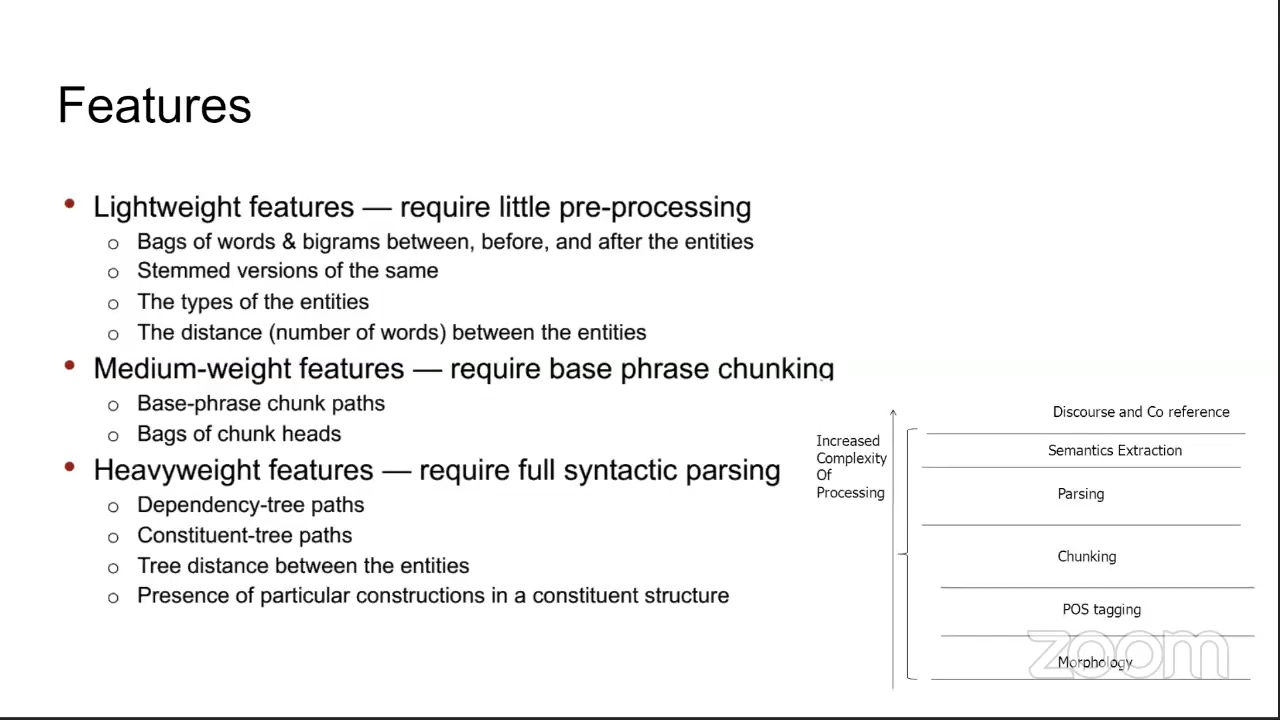 Features
• Lightweight features — require little pre-processing
o Bags of words & bigrams between, before, and after the entities
o Stemmed versions of the same
o The types of the entities
o The distance (number of words) between the entities
• Medium-weight features — require base phrase chunking
o Base-phrase chunk paths
o Bags of chunk heads
• Heavyweight features — require full syntactic parsing
o Dependency-tree paths
o Constituent-tree paths
o Tree distance between the entities
o Presence of particular constructions in a constituent structure
Increased
Complexity
Of
Processing
Discourse and Co reference
Semantics Extraction
Parsing
Chunking
POS tagging
Morphology
zoom